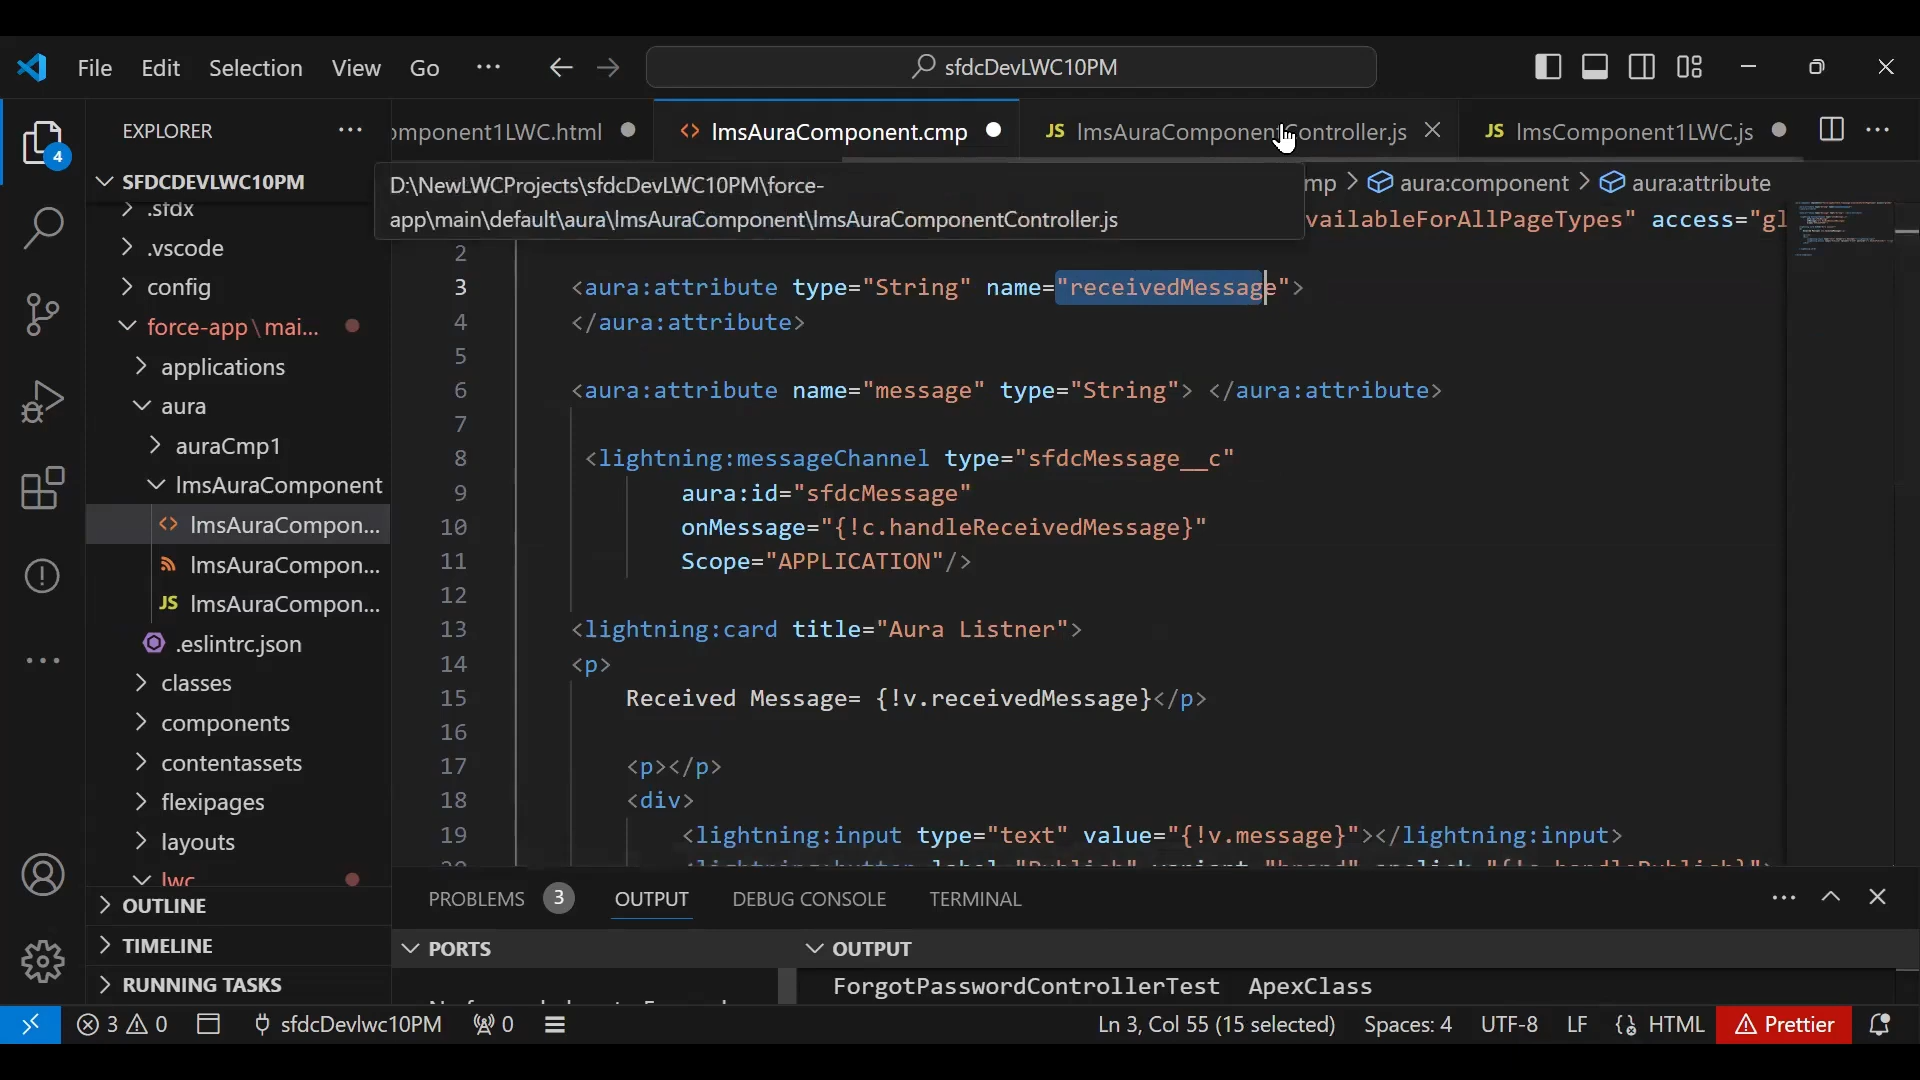 File Edit Selection View Go ··· sfdcDevLWC10PM
EXPLORER ···
omponent1LWC.html lmsAuraComponent.cmp JS lmsAuraComponentController.js JS lmsComponent1LWC.js ···
D:\NewLWCProjects\sfdcDevLWC10PM\force-
app\main\default\aura\lmsAuraComponent\lmsAuraComponentController.js
mp > aura:component > aura:attribute
4
SFDCDEVLWC10PM
.sfdx
.vscode
config
force-app\mai...
applications
aura
auraCmp1
lmsAuraComponent
lmsAuraCompon...
lmsAuraCompon...
JS lmsAuraCompon...
.eslintrc.json
classes
components
contentassets
flexipages
layouts
lwc
OUTLINE
TIMELINE
RUNNING TASKS
vailableForAllPageTypes" access="gl
2
3 <aura:attribute type="String" name="receivedMessage">
4 </aura:attribute>
5
6 <aura:attribute name="message" type="String"> </aura:attribute>
7
8 <lightning:messageChannel type="sfdcMessage__c"
9 aura:id="sfdcMessage"
10 onMessage="{!c.handleReceivedMessage}"
11 Scope="APPLICATION"/>
12
13 <lightning:card title="Aura Listner">
14 <p>
15 Received Message= {!v.receivedMessage}</p>
16
17 <p></p>
18 <div>
19 <lightning:input type="text" value="{!v.message}"></lightning:input>
PROBLEMS 3 OUTPUT DEBUG CONSOLE TERMINAL ···
PORTS OUTPUT
ForgotPasswordControllerTest ApexClass
3 0 sfdcDevlwc10PM 0 Ln 3, Col 55 (15 selected) Spaces: 4 UTF-8 LF HTML Prettier